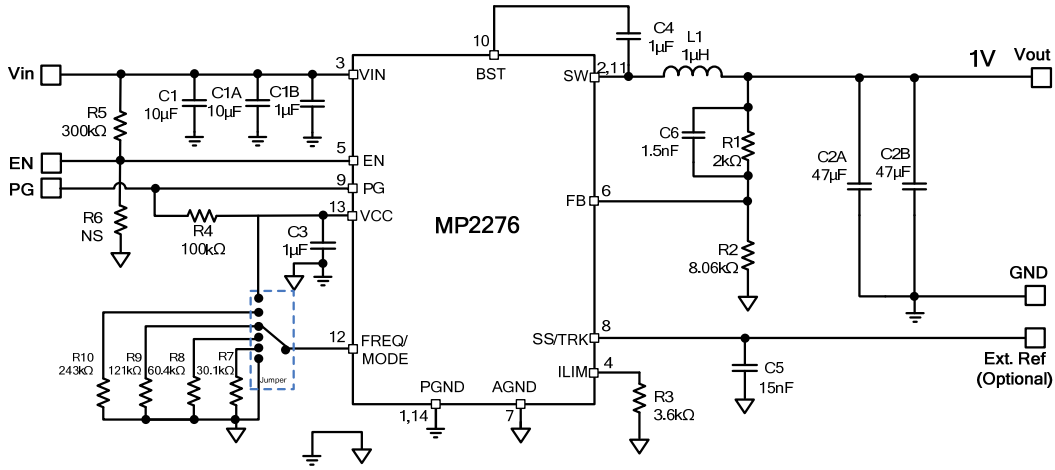 10
BST
C4
1µF
L1
1µH
1V
Vout
Vin
3
VIN
SW
2,11
C1
10µF
C1A
10µF
C1B
1µF
R5
300kΩ
C6
1.5nF
R1
2kΩ
C2A
47µF
C2B
47µF
EN
5
EN
PG
9
PG
FB
6
13
VCC
MP2276
R6
NS
R4
100kΩ
C3
1µF
R2
8.06kΩ
GND
12
FREQ/
MODE
SS/TRK
8
Ext. Ref
(Optional)
R10
243kΩ
R9
121kΩ
R8
60.4kΩ
R7
30.1kΩ
Jumper
ILIM
4
C5
15nF
PGND
AGND
R3
3.6kΩ
1,14
7